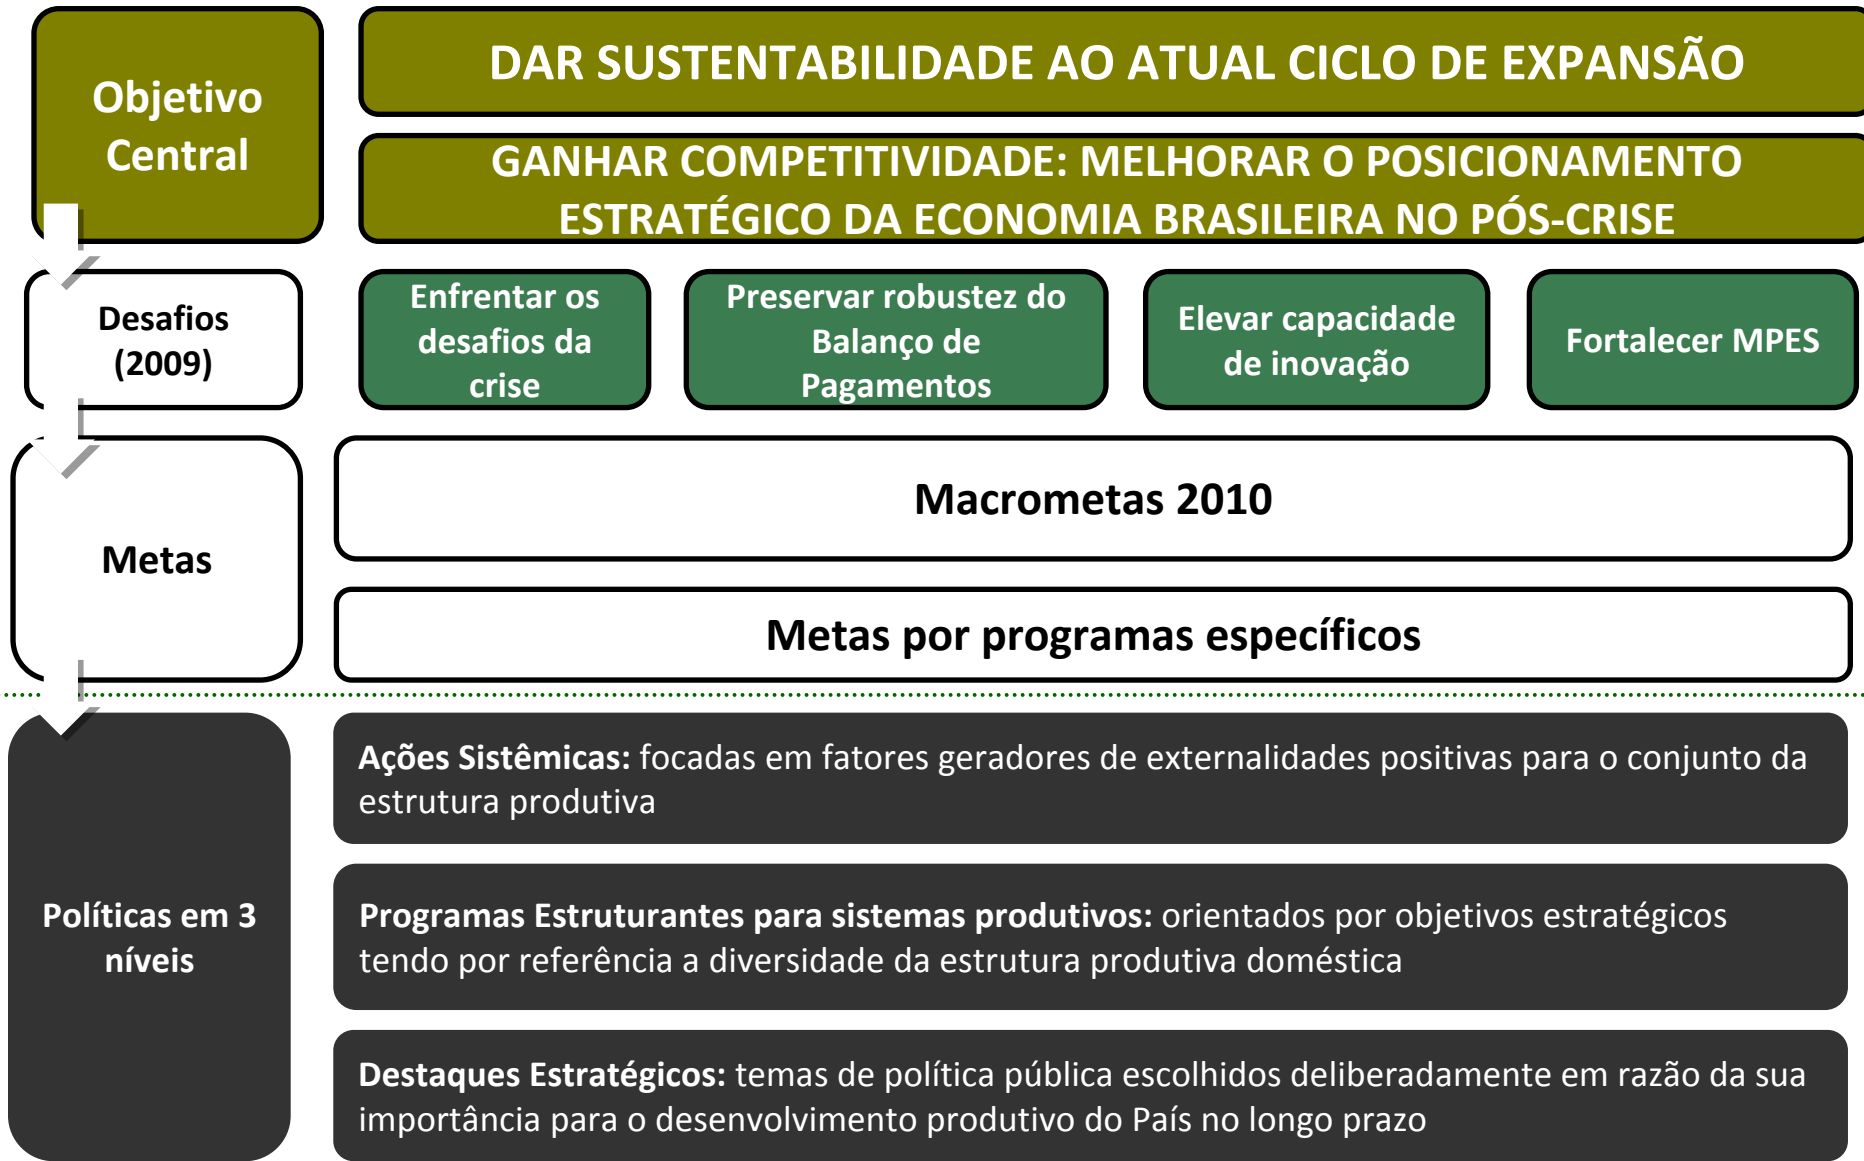 Objetivo
Central
DAR SUSTENTABILIDADE AO ATUAL CICLO DE EXPANSÃO
GANHAR COMPETITIVIDADE: MELHORAR O POSICIONAMENTO
ESTRATÉGICO DA ECONOMIA BRASILEIRA NO PÓS-CRISE
Desafios
(2009)
Enfrentar os
desafios da
crise
Preservar robustez do
Balanço de
Pagamentos
Elevar capacidade
de inovação
Fortalecer MPES
Metas
Macrometas 2010
Metas por programas específicos
Políticas em 3
níveis
Ações Sistêmicas: focadas em fatores geradores de externalidades positivas para o conjunto da
estrutura produtiva
Programas Estruturantes para sistemas produtivos: orientados por objetivos estratégicos
tendo por referência a diversidade da estrutura produtiva doméstica
Destaques Estratégicos: temas de política pública escolhidos deliberadamente em razão da sua
importância para o desenvolvimento produtivo do País no longo prazo